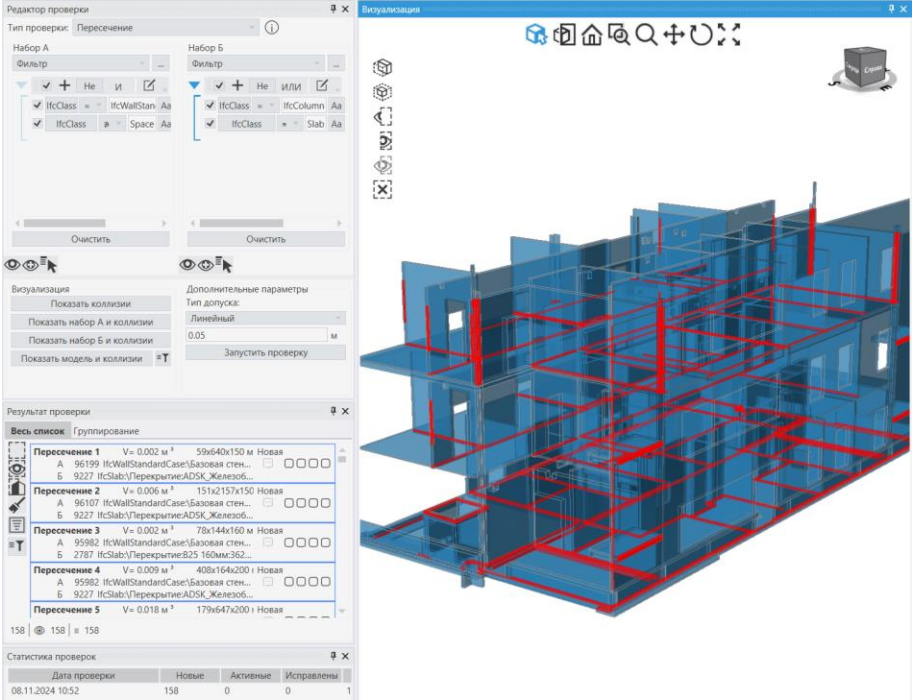 Редактор проверки
Тип проверки: Пересечение
Набор А
Фильтр
...
Не И
IfcClass = IfcWallStan Aa
IfcClass Space Aa
Очистить
Набор Б
Фильтр
...
Не ИЛИ
IfcClass = IfcColumn Aa
IfcClass = Slab Aa
Очистить
Визуализация
Показать коллизии
Показать набор А и коллизии
Показать набор Б и коллизии
Показать модель и коллизии
Дополнительные параметры
Тип допуска:
Линейный
0.05 м
Запустить проверку
Результат проверки
Весь список Группирование
Пересечение 1 V= 0.002 м ³ 59x640x150 м Новая
А 96199 IfcWallStandardCase:\Базовая стен...
Б 9227 IfcSlab:\Перекрытие:ADSK_Железоб...
Пересечение 2 V= 0.006 м ³ 151x2157x150 Новая
А 96107 IfcWallStandardCase:\Базовая стен...
Б 9227 IfcSlab:\Перекрытие:ADSK_Железоб...
Пересечение 3 V= 0.002 м ³ 78x144x160 м Новая
А 95982 IfcWallStandardCase:\Базовая стен...
Б 2787 IfcSlab:\Перекрытие:В25 160мм:362...
Пересечение 4 V= 0.009 м ³ 408x164x200 Новая
А 95982 IfcWallStandardCase:\Базовая стен...
Б 9227 IfcSlab:\Перекрытие:ADSK_Железоб...
Пересечение 5 V= 0.018 м ³ 179x647x200 Новая
158 158 158
Статистика проверок
Дата проверки Новые Активные Исправлены
08.11.2024 10:52 158 0 0 1
Визуализация